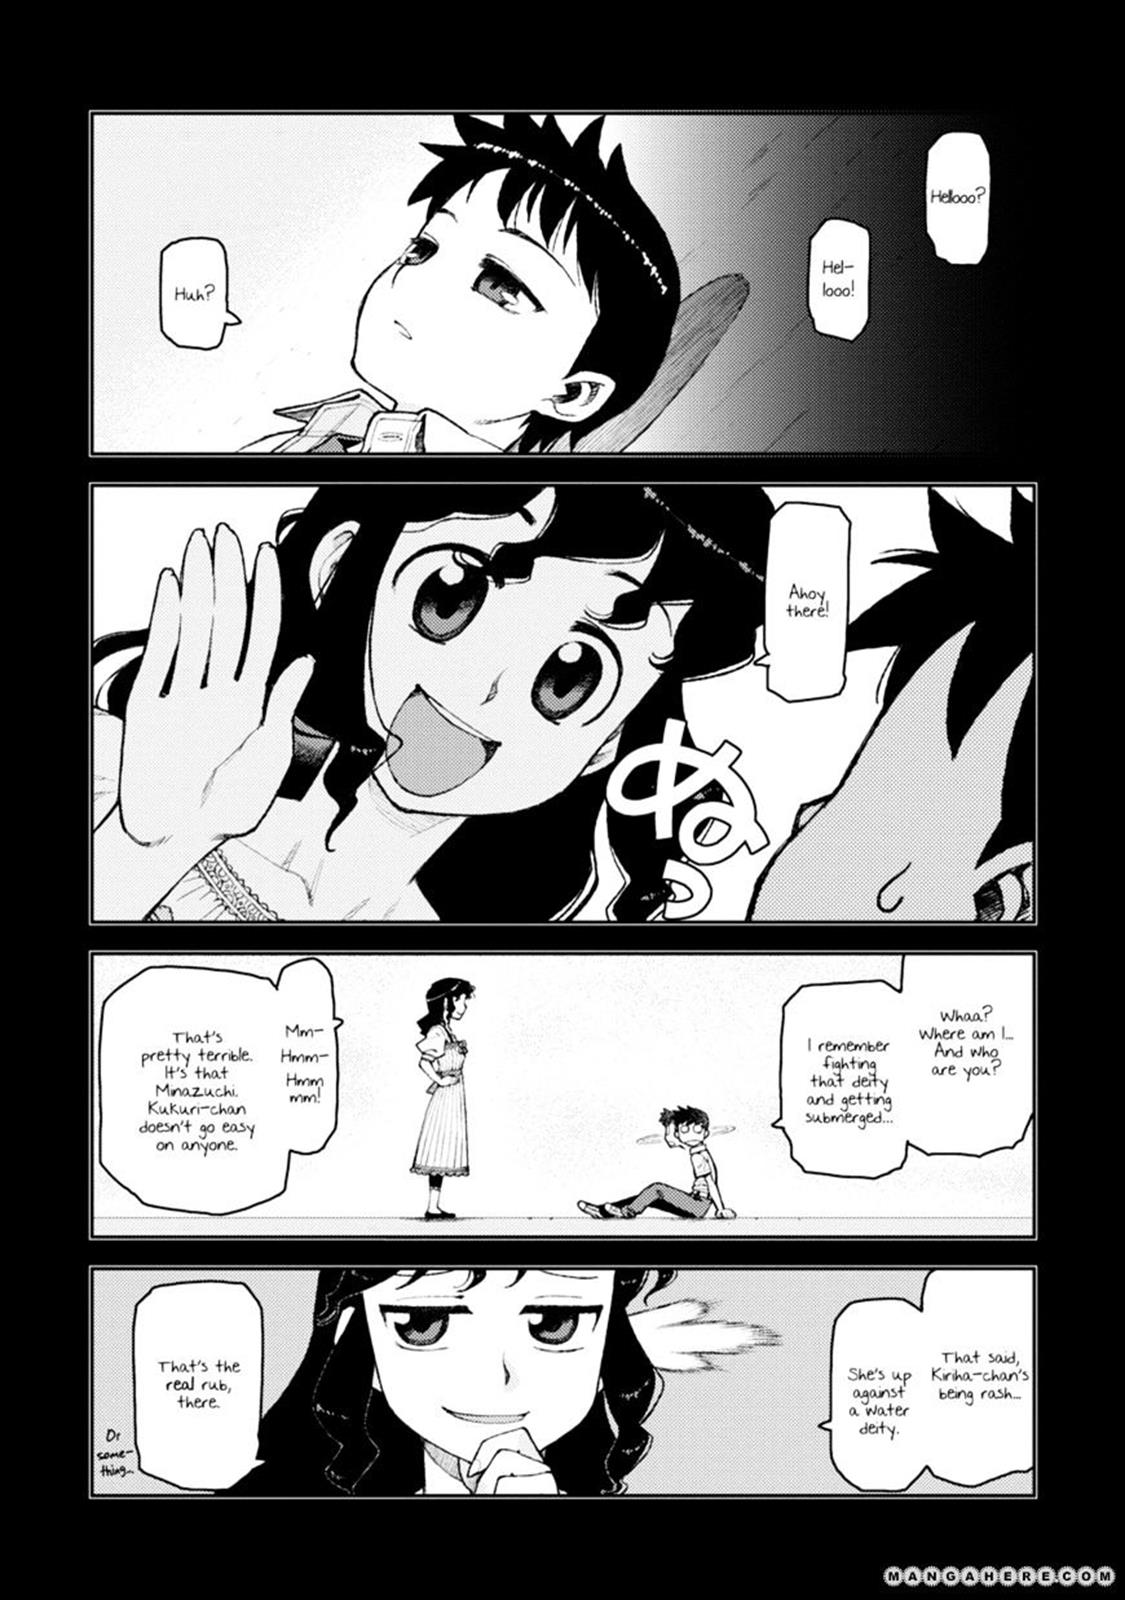 Hellooo?
Hel-
looo!
Huh?
Ahoy
there!
ぬっ
Whaa?
Where am I...
And who
are you?
I remember
fighting
that deity
and getting
submerged...
Mm-
Hmm-
Hmm
mm!
That's
pretty terrible.
It's that
Minazuchi.
Kukuri-chan
doesn't go easy
on anyone.
That said,
Kiriha-chan's
being rash...
She's up
against
a water
deity.
That's the
real rub,
there.
Or
some-
thing...
MANGAHERE.COM